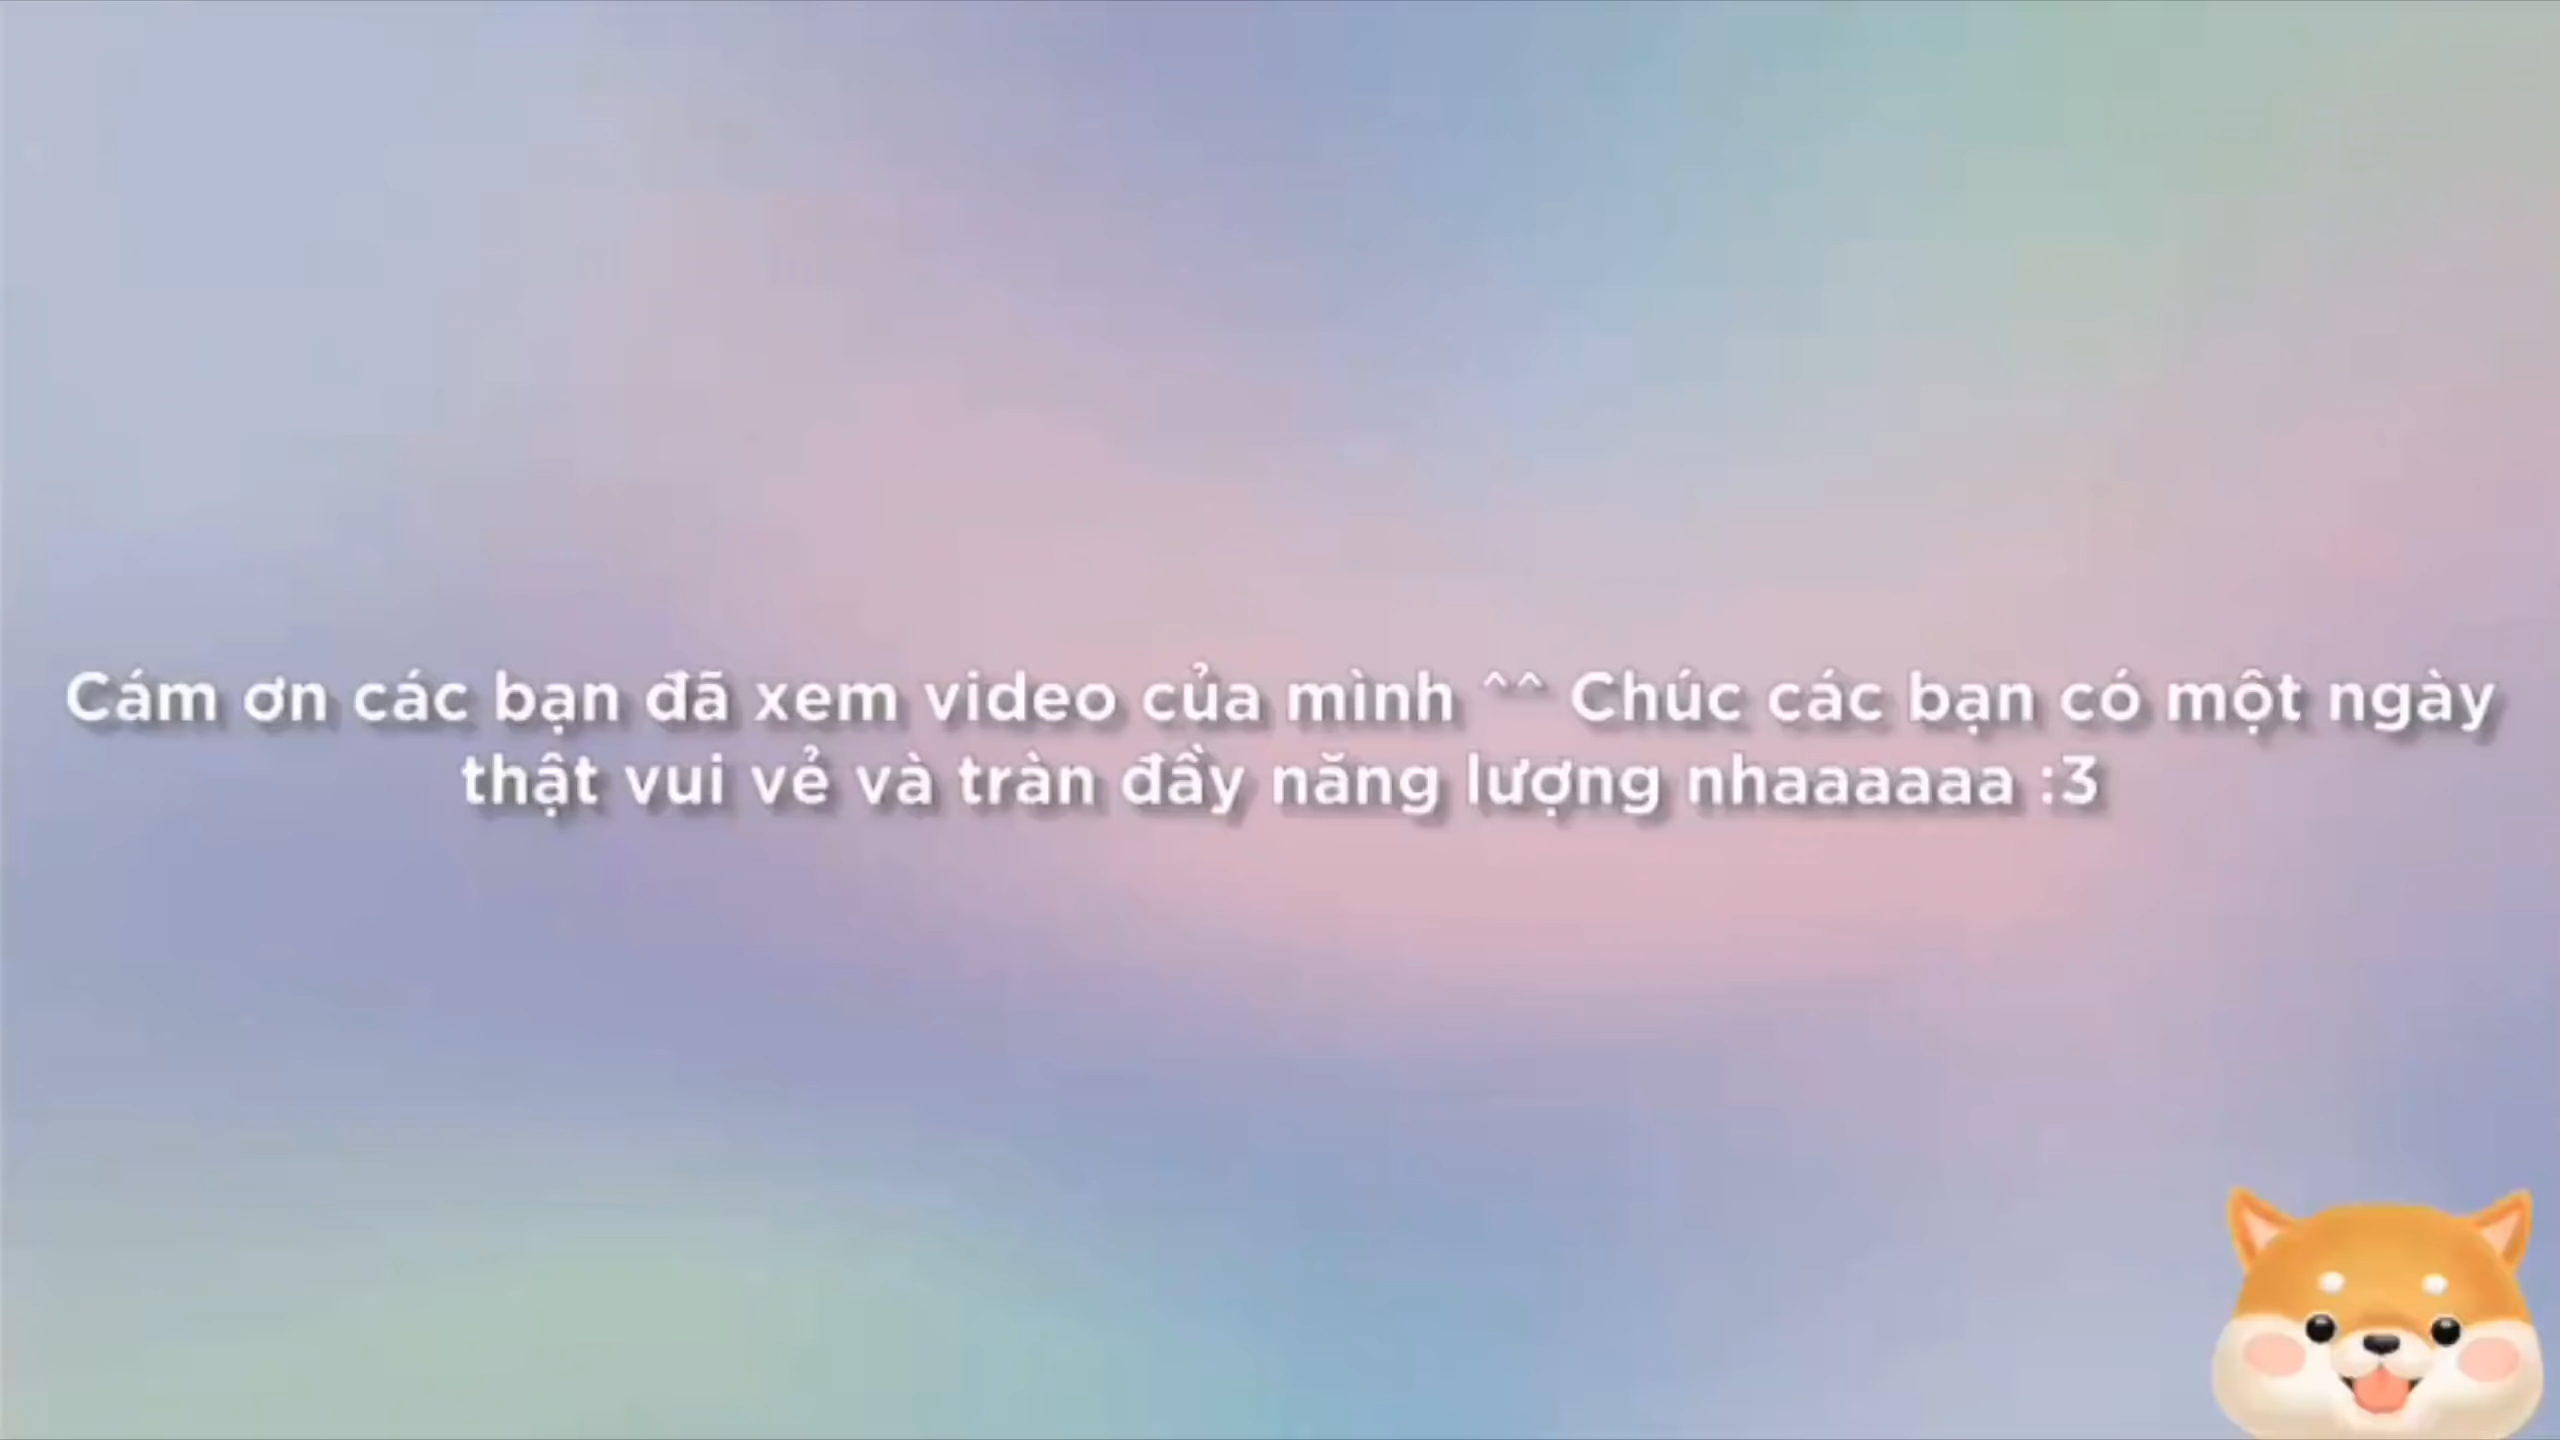 Cám ơn các bạn đã xem video của mình ^^ Chúc các bạn có một ngày
thật vui vẻ và tràn đầy năng lượng nhaaaaaa :3